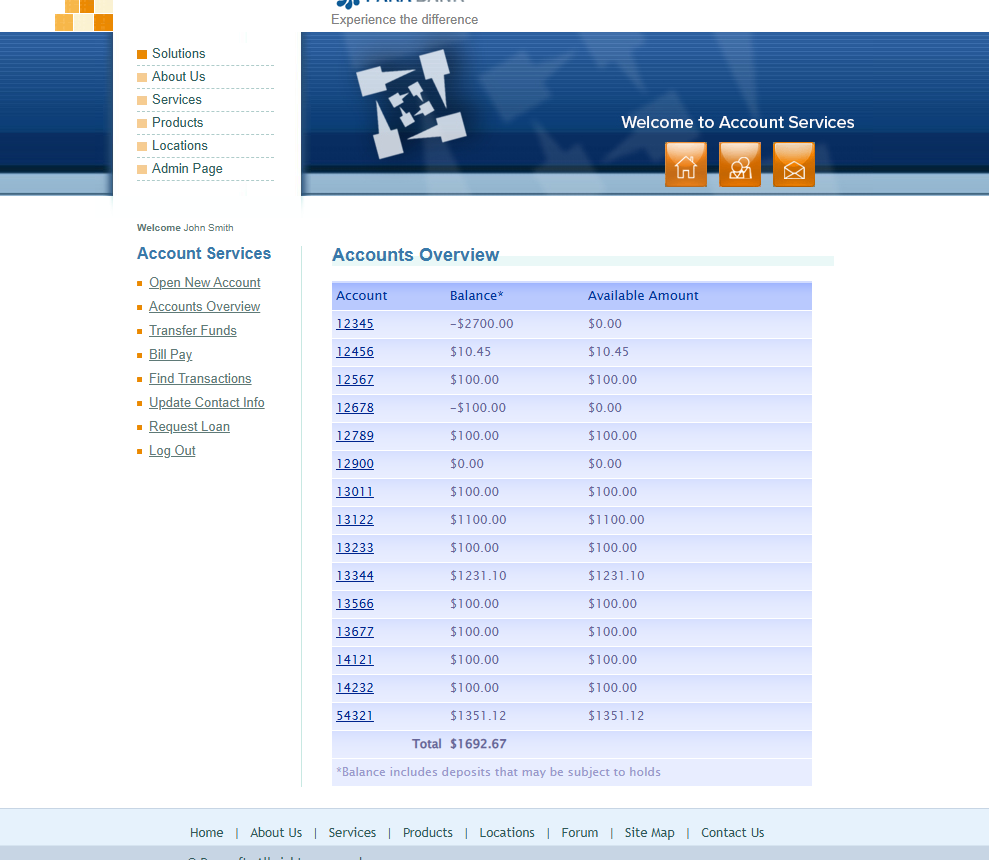 Experience the difference
Solutions
About Us
Services
Products
Locations
Admin Page
Welcome to Account Services
Welcome John Smith
Account Services
Open New Account
Accounts Overview
Transfer Funds
Bill Pay
Find Transactions
Update Contact Info
Request Loan
Log Out
Accounts Overview
Account Balance* Available Amount
12345 -$2700.00 $0.00
12456 $10.45 $10.45
12567 $100.00 $100.00
12678 -$100.00 $0.00
12789 $100.00 $100.00
12900 $0.00 $0.00
13011 $100.00 $100.00
13122 $1100.00 $1100.00
13233 $100.00 $100.00
13344 $1231.10 $1231.10
13566 $100.00 $100.00
13677 $100.00 $100.00
14121 $100.00 $100.00
14232 $100.00 $100.00
54321 $1351.12 $1351.12
Total $1692.67
*Balance includes deposits that may be subject to holds
Home | About Us | Services | Products | Locations | Forum | Site Map | Contact Us